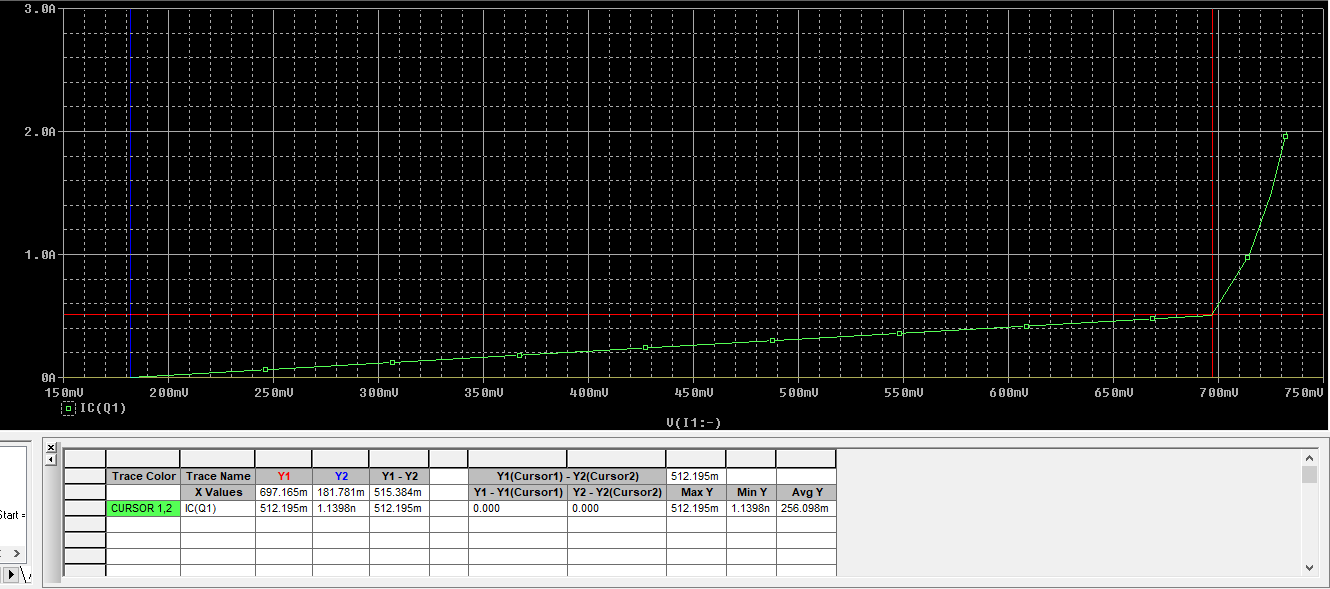 3.0A
2.0A
1.0A
0A
150mV 200mV 250mV 300mV 350mV 400mV 450mV 500mV 550mV 600mV 650mV 700mV 750mV
IC(Q1)
V(I1:-)
Trace Color Trace Name Y1 Y2 Y1 - Y2 Y1(Cursor1) - Y2(Cursor2) 512.195m
X Values 697.165m 181.781m 515.384m Y1 - Y1(Cursor1) Y2 - Y2(Cursor2) Max Y Min Y Avg Y
CURSOR 1,2 IC(Q1) 512.195m 1.1398n 512.195m 0.000 0.000 512.195m 1.1398n 256.098m
Start =